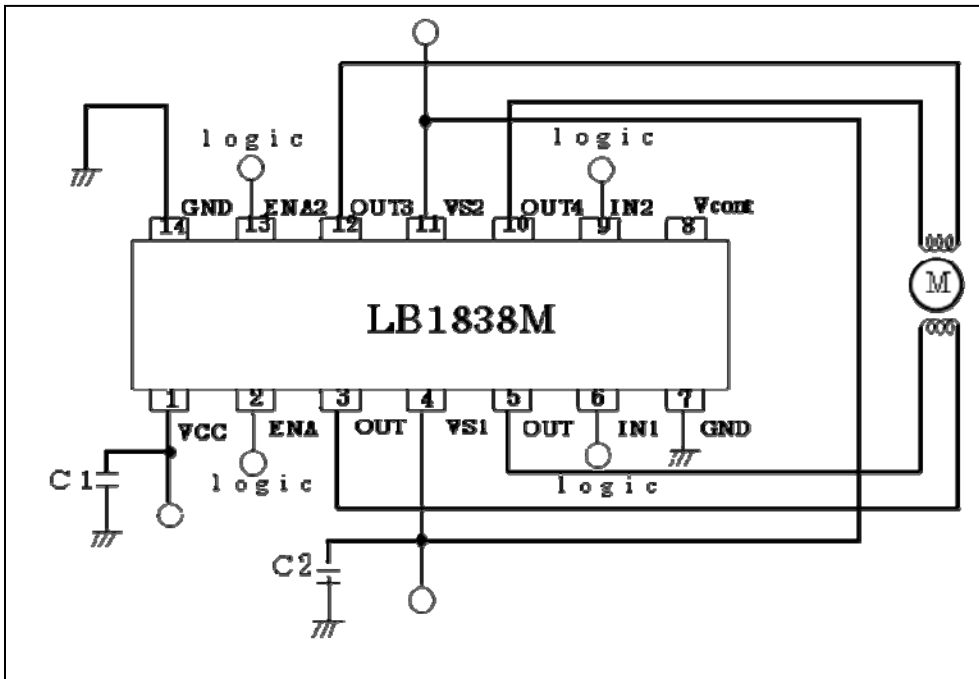 logic logic
GND ENA2 OUT3 VS2 OUT4 IN2 Vcont
14 13 12 11 10 9 8
M
LB1838M
1 2 3 4 5 6 7
VCC ENA OUT VS1 OUT IN1 GND
C1 logic logic
C2